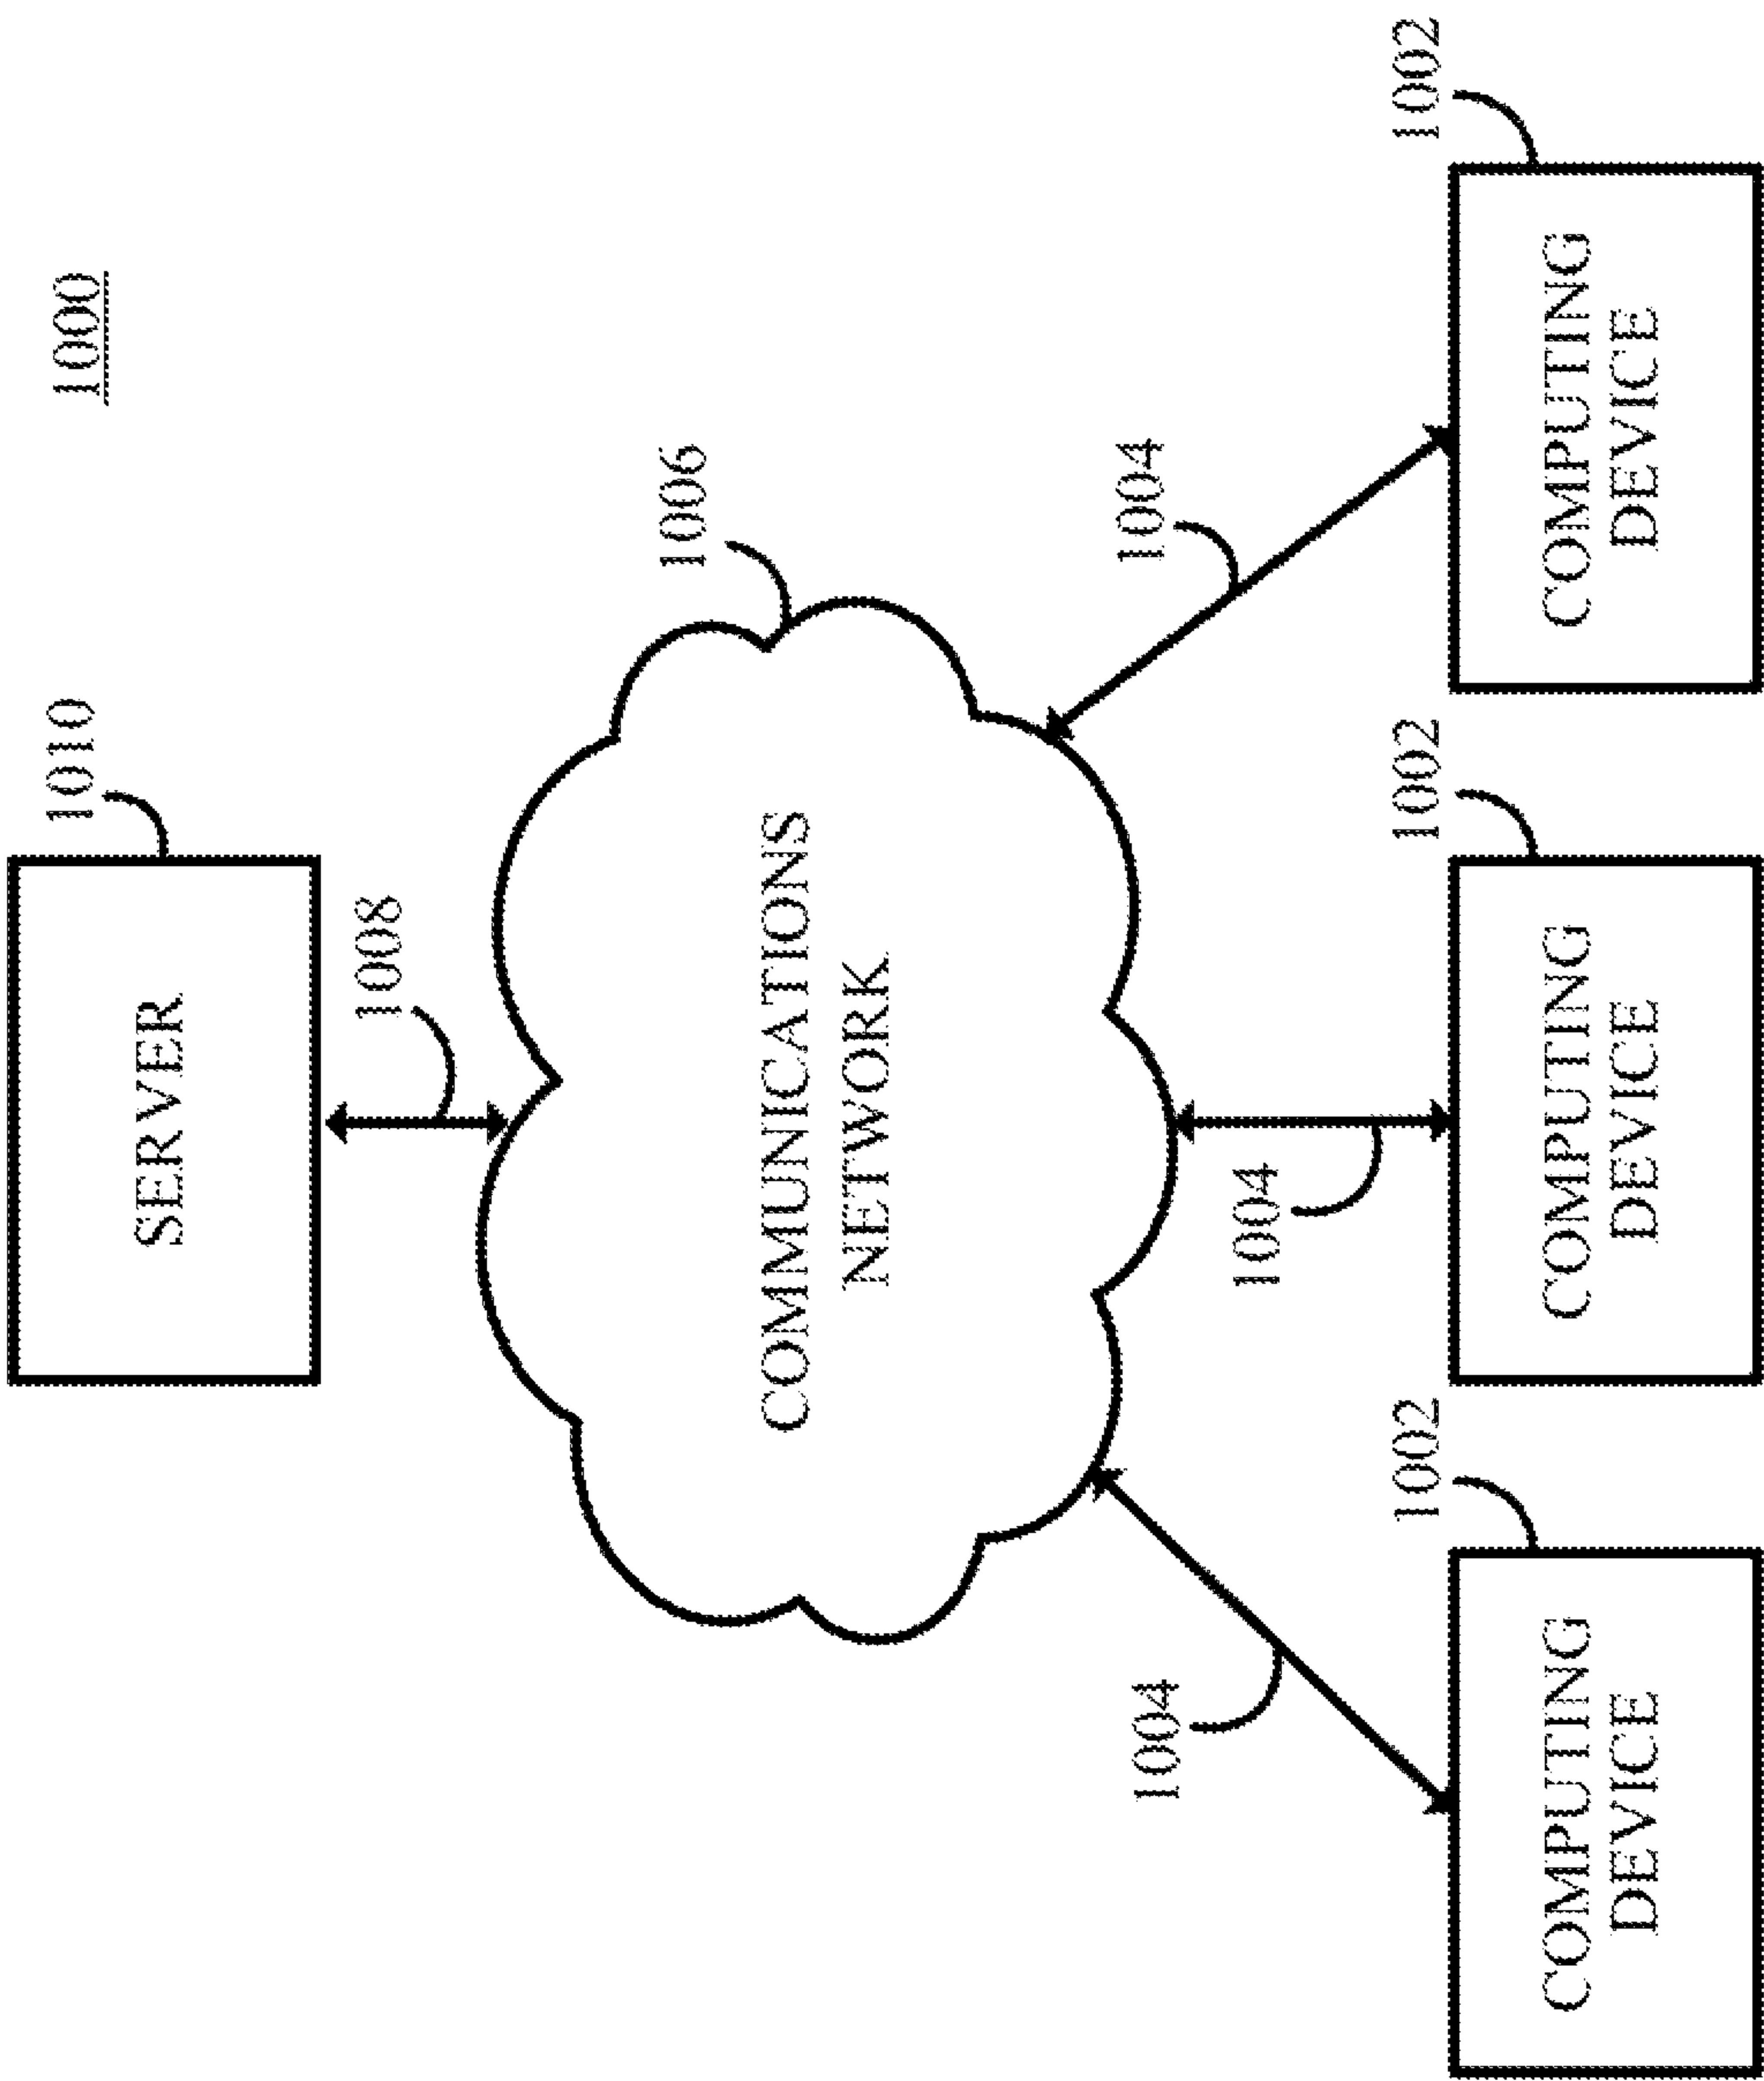 1000
SERVER
1010
1008
COMMUNICATIONS
NETWORK
1006
1004
1004
1004
COMPUTING
DEVICE
1002
COMPUTING
DEVICE
1002
COMPUTING
DEVICE
1002